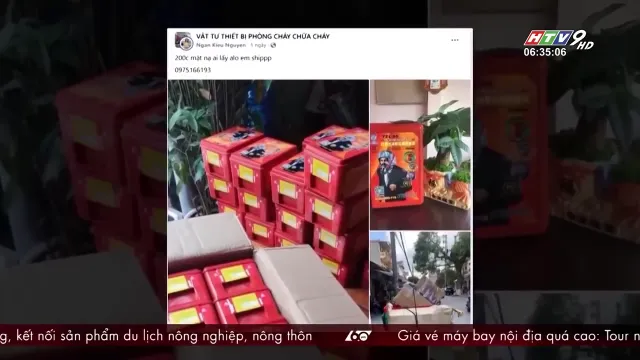 VẬT TƯ THIẾT BỊ PHÒNG CHÁY CHỮA CHÁY
Ngan Kieu Nguyen · 1 ngày ·
200c mặt nạ ai lấy alo em shippp
0975166193
HTV9 HD
06:35:06
g, kết nối sản phẩm du lịch nông nghiệp, nông thôn
Giá vé máy bay nội địa quá cao: Tour n